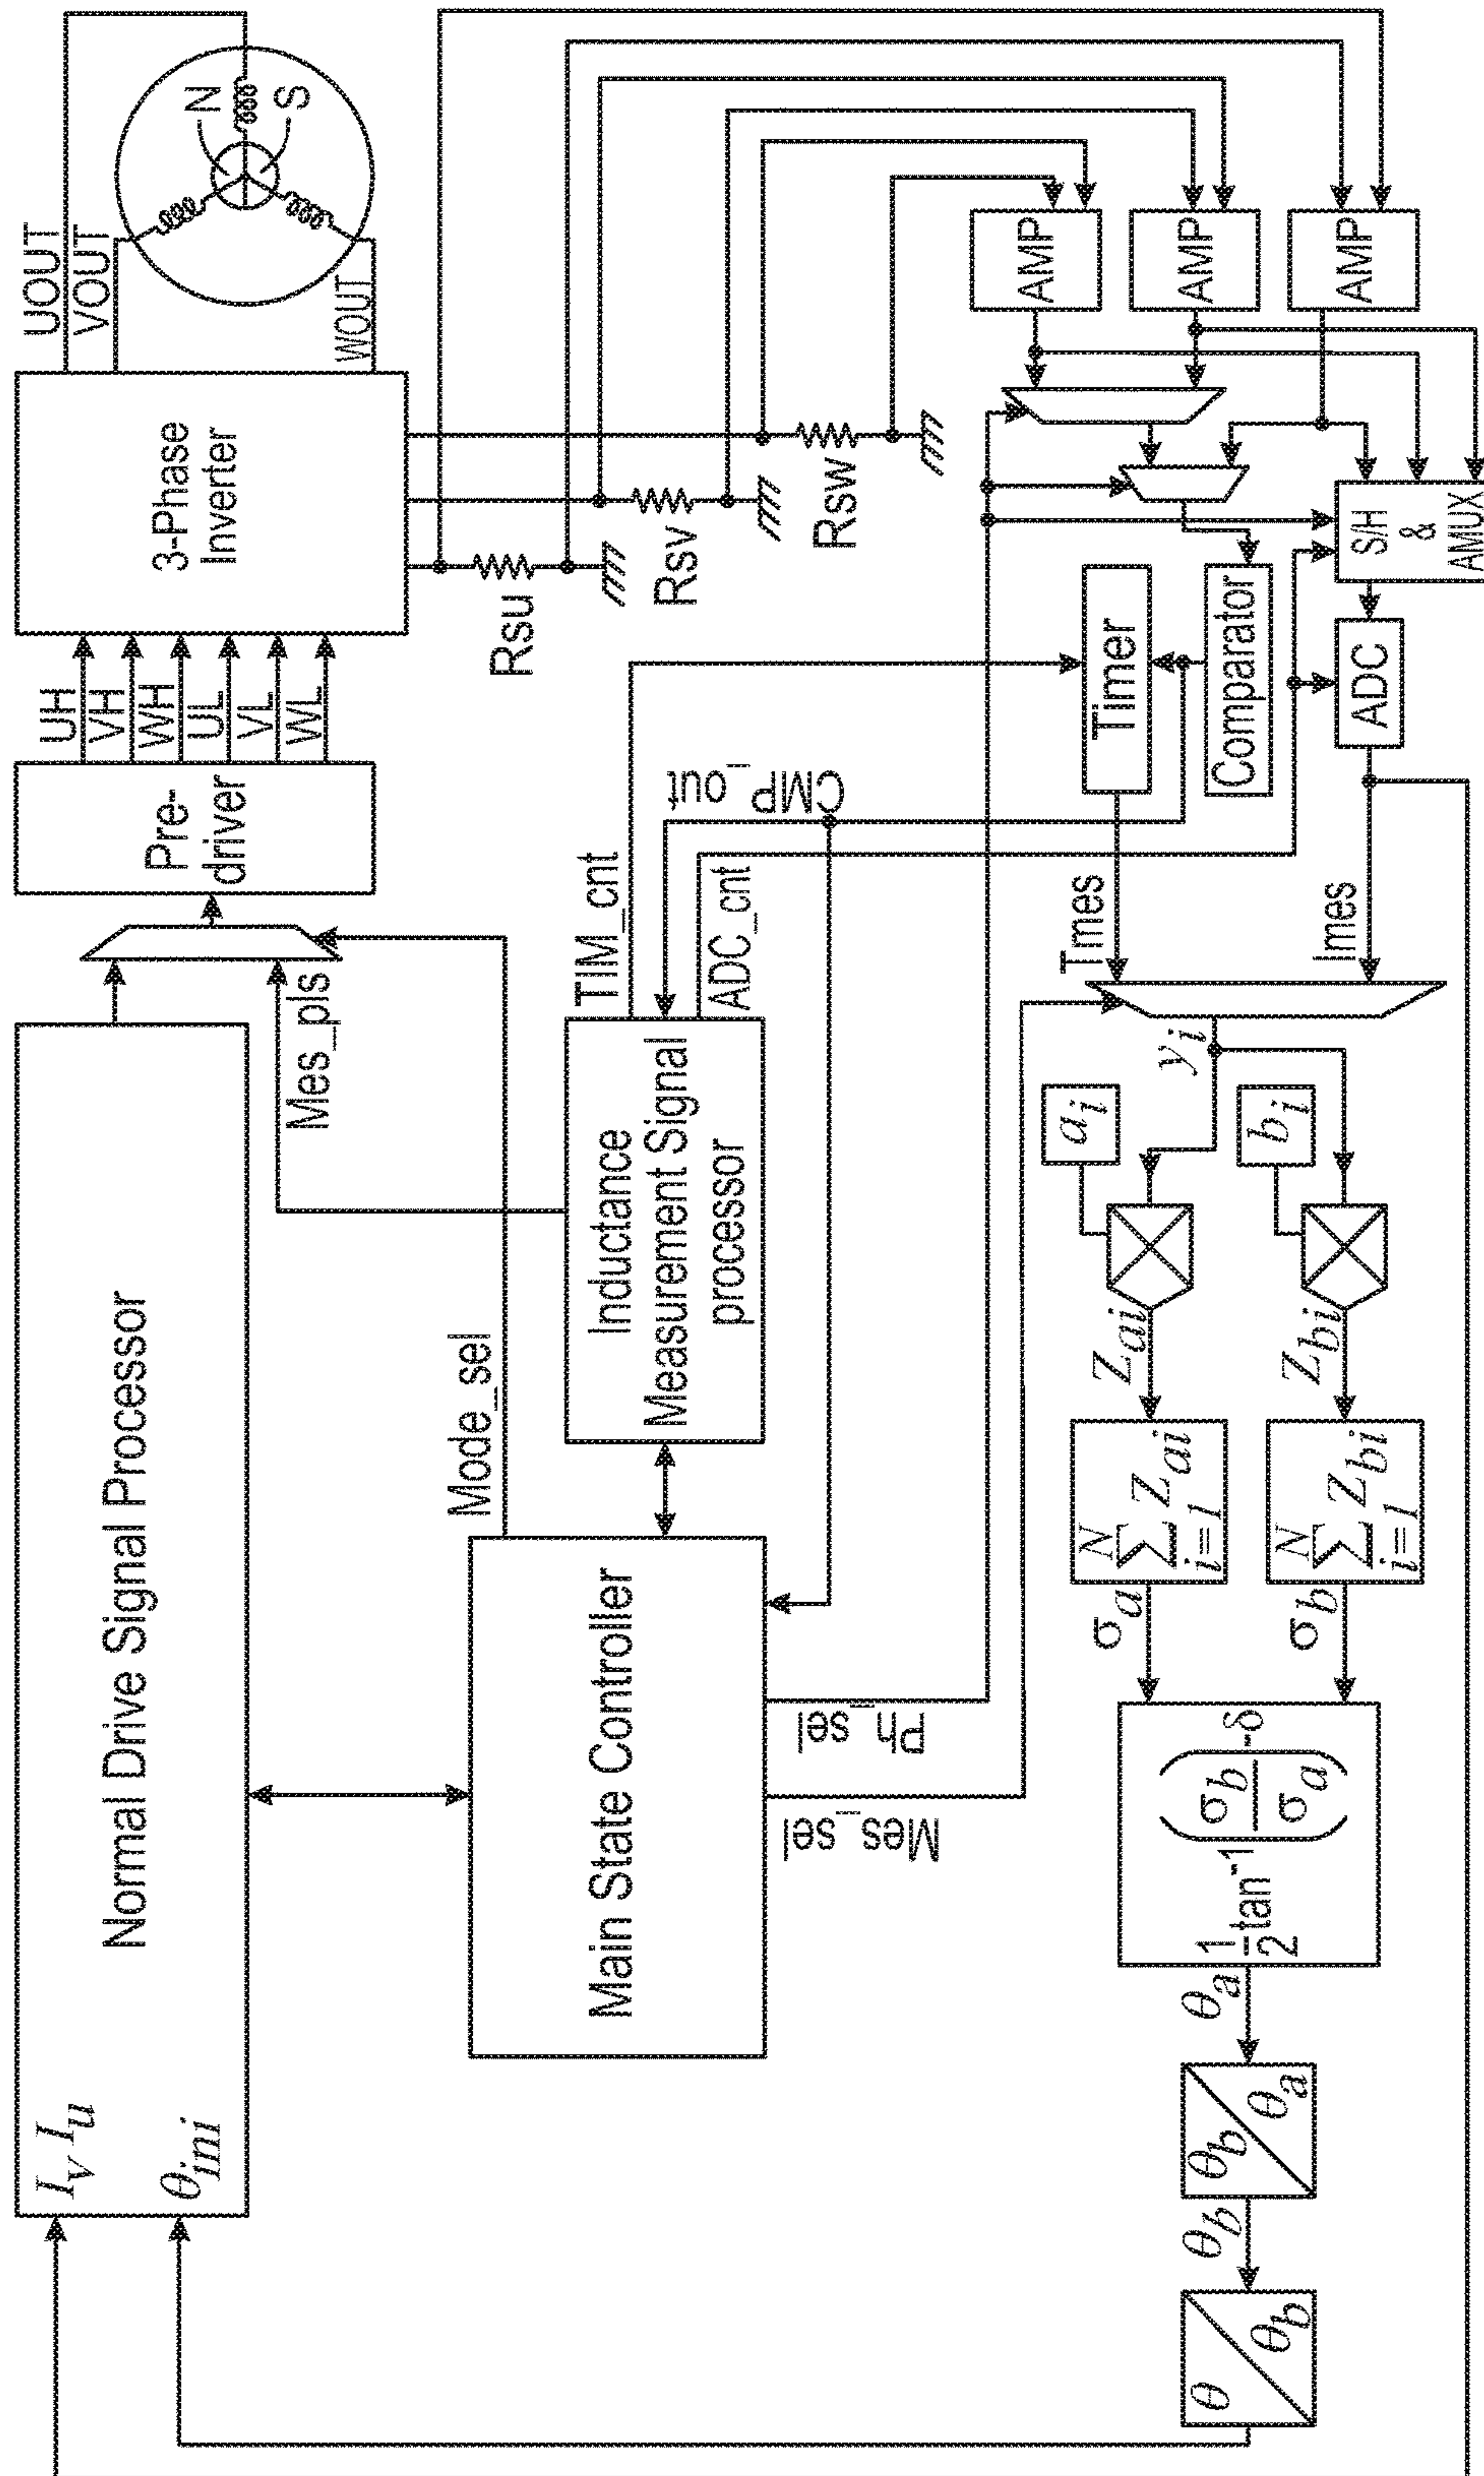 Normal Drive Signal Processor
I_v I_u
θ_ini
Pre-
driver
UH
VH
WH
UL
VL
WL
3-Phase
Inverter
UOUT
VOUT
WOUT
N
S
Mes_pls
Mode_sel
Main State Controller
Inductance
Measurement Signal
processor
TIM_cnt
ADC_cnt
CMP_out
Ph_sel
Mes_sel
Rsu
Rsv
Rsw
AMP
AMP
AMP
Timer
Comparator
S/H
&
AMUX
ADC
Tmes
Imes
y_i
a_i
b_i
Z_ai
Z_bi
N
∑ Z_ai
i=1
N
∑ Z_bi
i=1
σ_a
σ_b
1/2 tan⁻¹(σ_b/σ_a)-δ
θ_a
θ_b/θ_a
θ_b
θ/θ_b